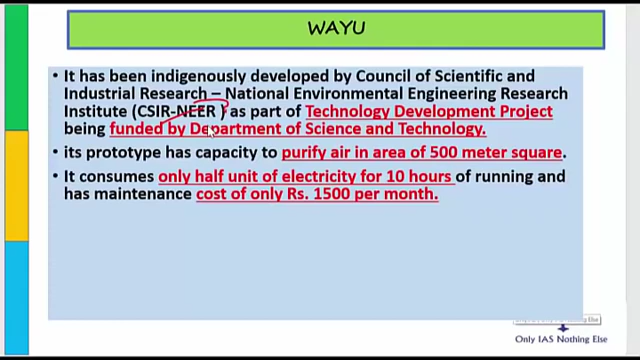 WAYU
• It has been indigenously developed by Council of Scientific and
Industrial Research – National Environmental Engineering Research
Institute (CSIR-NEER ) as part of Technology Development Project
being funded by Department of Science and Technology.
• its prototype has capacity to purify air in area of 500 meter square.
• It consumes only half unit of electricity for 10 hours of running and
has maintenance cost of only Rs. 1500 per month.
Only IAS Nothing Else